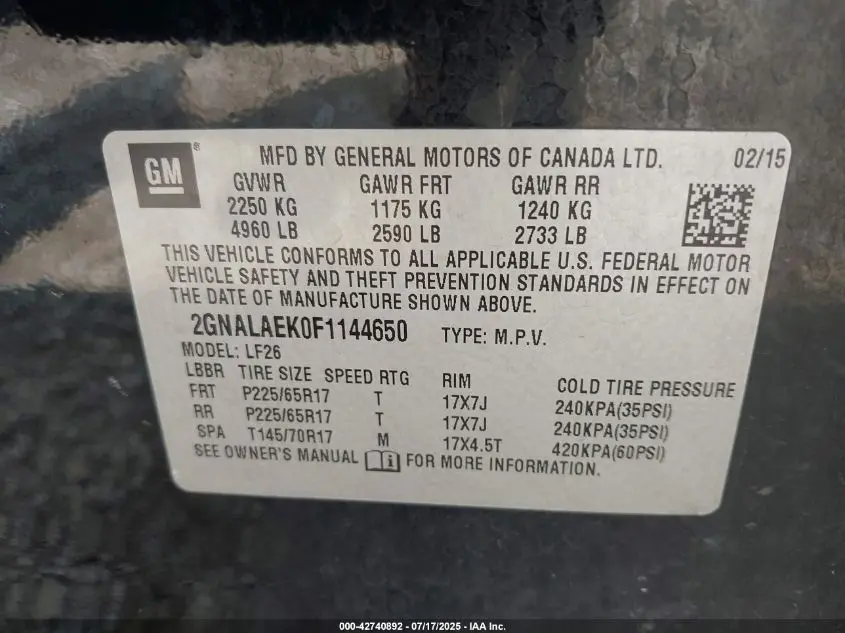 GM ® MFD BY GENERAL MOTORS OF CANADA LTD. 02/15
GVWR GAWR FRT GAWR RR
2250 KG 1175 KG 1240 KG
4960 LB 2590 LB 2733 LB
THIS VEHICLE CONFORMS TO ALL APPLICABLE U.S. FEDERAL MOTOR
VEHICLE SAFETY AND THEFT PREVENTION STANDARDS IN EFFECT ON
THE DATE OF MANUFACTURE SHOWN ABOVE.
2GNALAEK0F1144650 TYPE: M.P.V.
MODEL: LF26
LBBR TIRE SIZE SPEED RTG RIM COLD TIRE PRESSURE
FRT P225/65R17 T 17X7J 240KPA(35PSI)
RR P225/65R17 T 17X7J 240KPA(35PSI)
SPA T145/70R17 M 17X4.5T 420KPA(60PSI)
SEE OWNER'S MANUAL i FOR MORE INFORMATION.
000-42740892 - 07/17/2025 - IAA Inc.